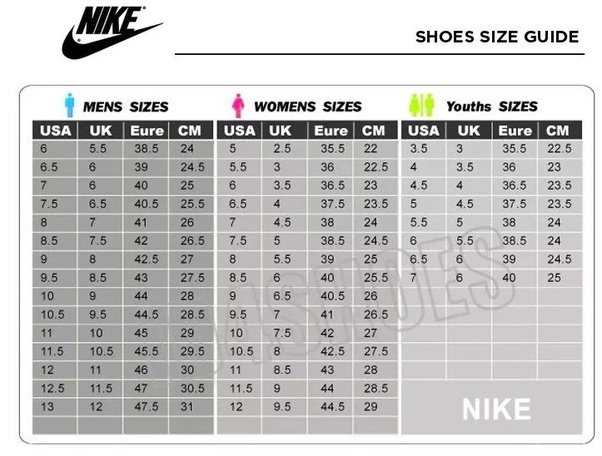 NIKE
SHOES SIZE GUIDE
MENS SIZES WOMENS SIZES Youths SIZES
USA UK Eure CM USA UK Eure CM USA UK Eure CM
6 5.5 38.5 24 5 2.5 35.5 22 3.5 3 35.5 22.5
6.5 6 39 24.5 5.5 3 36 22.5 4 3.5 36 23
7 6 40 25 6 3.5 36.5 23 4.5 4 36.5 23.5
7.5 6.5 40.5 25.5 6.5 4 37.5 23.5 5 4.5 37.5 23.5
8 7 41 26 7 4.5 38 24 5.5 5 38 24
8.5 7.5 42 26.5 7.5 5 38.5 24.5 6 5.5 38.5 24
9 8 42.5 27 8 5.5 39 25 6.5 6 39 24.5
9.5 8.5 43 27.5 8.5 6 40 25.5 7 6 40 25
10 9 44 28 9 6.5 40.5 26
10.5 9.5 44.5 28.5 9.5 7 41 26.5
11 10 45 29 10 7.5 42 27
11.5 10.5 45.5 29.5 10.5 8 42.5 27.5
12 11 46 30 11 8.5 43 28
12.5 11.5 47 30.5 11.5 9 44 28.5
13 12 47.5 31 12 9.5 44.5 29
NIKE